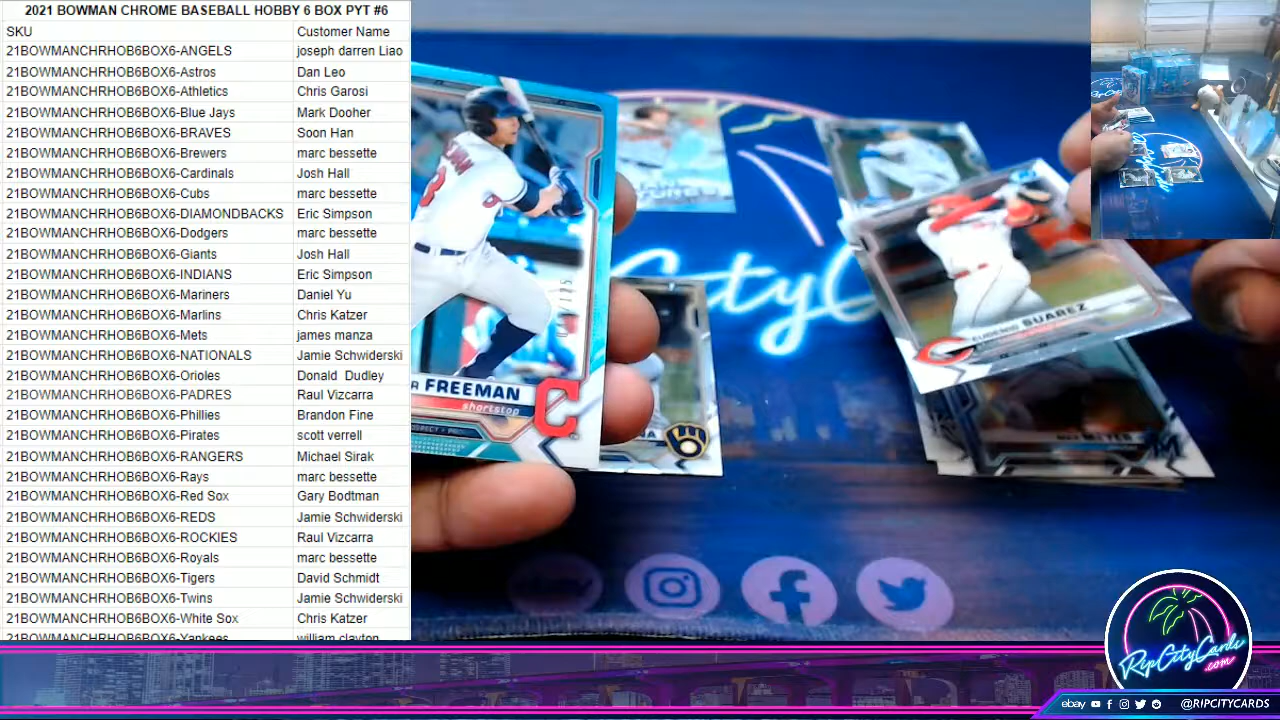 2021 BOWMAN CHROME BASEBALL HOBBY 6 BOX PYT #6
SKU Customer Name
21BOWMANCHRHOB6BOX6-ANGELS joseph darren Liao
21BOWMANCHRHOB6BOX6-Astros Dan Leo
21BOWMANCHRHOB6BOX6-Athletics Chris Garosi
21BOWMANCHRHOB6BOX6-Blue Jays Mark Dooher
21BOWMANCHRHOB6BOX6-BRAVES Soon Han
21BOWMANCHRHOB6BOX6-Brewers marc bessette
21BOWMANCHRHOB6BOX6-Cardinals Josh Hall
21BOWMANCHRHOB6BOX6-Cubs marc bessette
21BOWMANCHRHOB6BOX6-DIAMONDBACKS Eric Simpson
21BOWMANCHRHOB6BOX6-Dodgers marc bessette
21BOWMANCHRHOB6BOX6-Giants Josh Hall
21BOWMANCHRHOB6BOX6-INDIANS Eric Simpson
21BOWMANCHRHOB6BOX6-Mariners Daniel Yu
21BOWMANCHRHOB6BOX6-Marlins Chris Katzer
21BOWMANCHRHOB6BOX6-Mets james manza
21BOWMANCHRHOB6BOX6-NATIONALS Jamie Schwiderski
21BOWMANCHRHOB6BOX6-Orioles Donald Dudley
21BOWMANCHRHOB6BOX6-PADRES Raul Vizcarra
21BOWMANCHRHOB6BOX6-Phillies Brandon Fine
21BOWMANCHRHOB6BOX6-Pirates scott verrell
21BOWMANCHRHOB6BOX6-RANGERS Michael Sirak
21BOWMANCHRHOB6BOX6-Rays marc bessette
21BOWMANCHRHOB6BOX6-Red Sox Gary Bodtman
21BOWMANCHRHOB6BOX6-REDS Jamie Schwiderski
21BOWMANCHRHOB6BOX6-ROCKIES Raul Vizcarra
21BOWMANCHRHOB6BOX6-Royals marc bessette
21BOWMANCHRHOB6BOX6-Tigers David Schmidt
21BOWMANCHRHOB6BOX6-Twins Jamie Schwiderski
21BOWMANCHRHOB6BOX6-White Sox Chris Katzer
21BOWMANCHRHOB6BOX6-Yankees william clayton
FREEMAN
shortstop
C
EUGENIO SUAREZ
C
City
RipCityCards
.com
ebay @RIPCITYCARDS